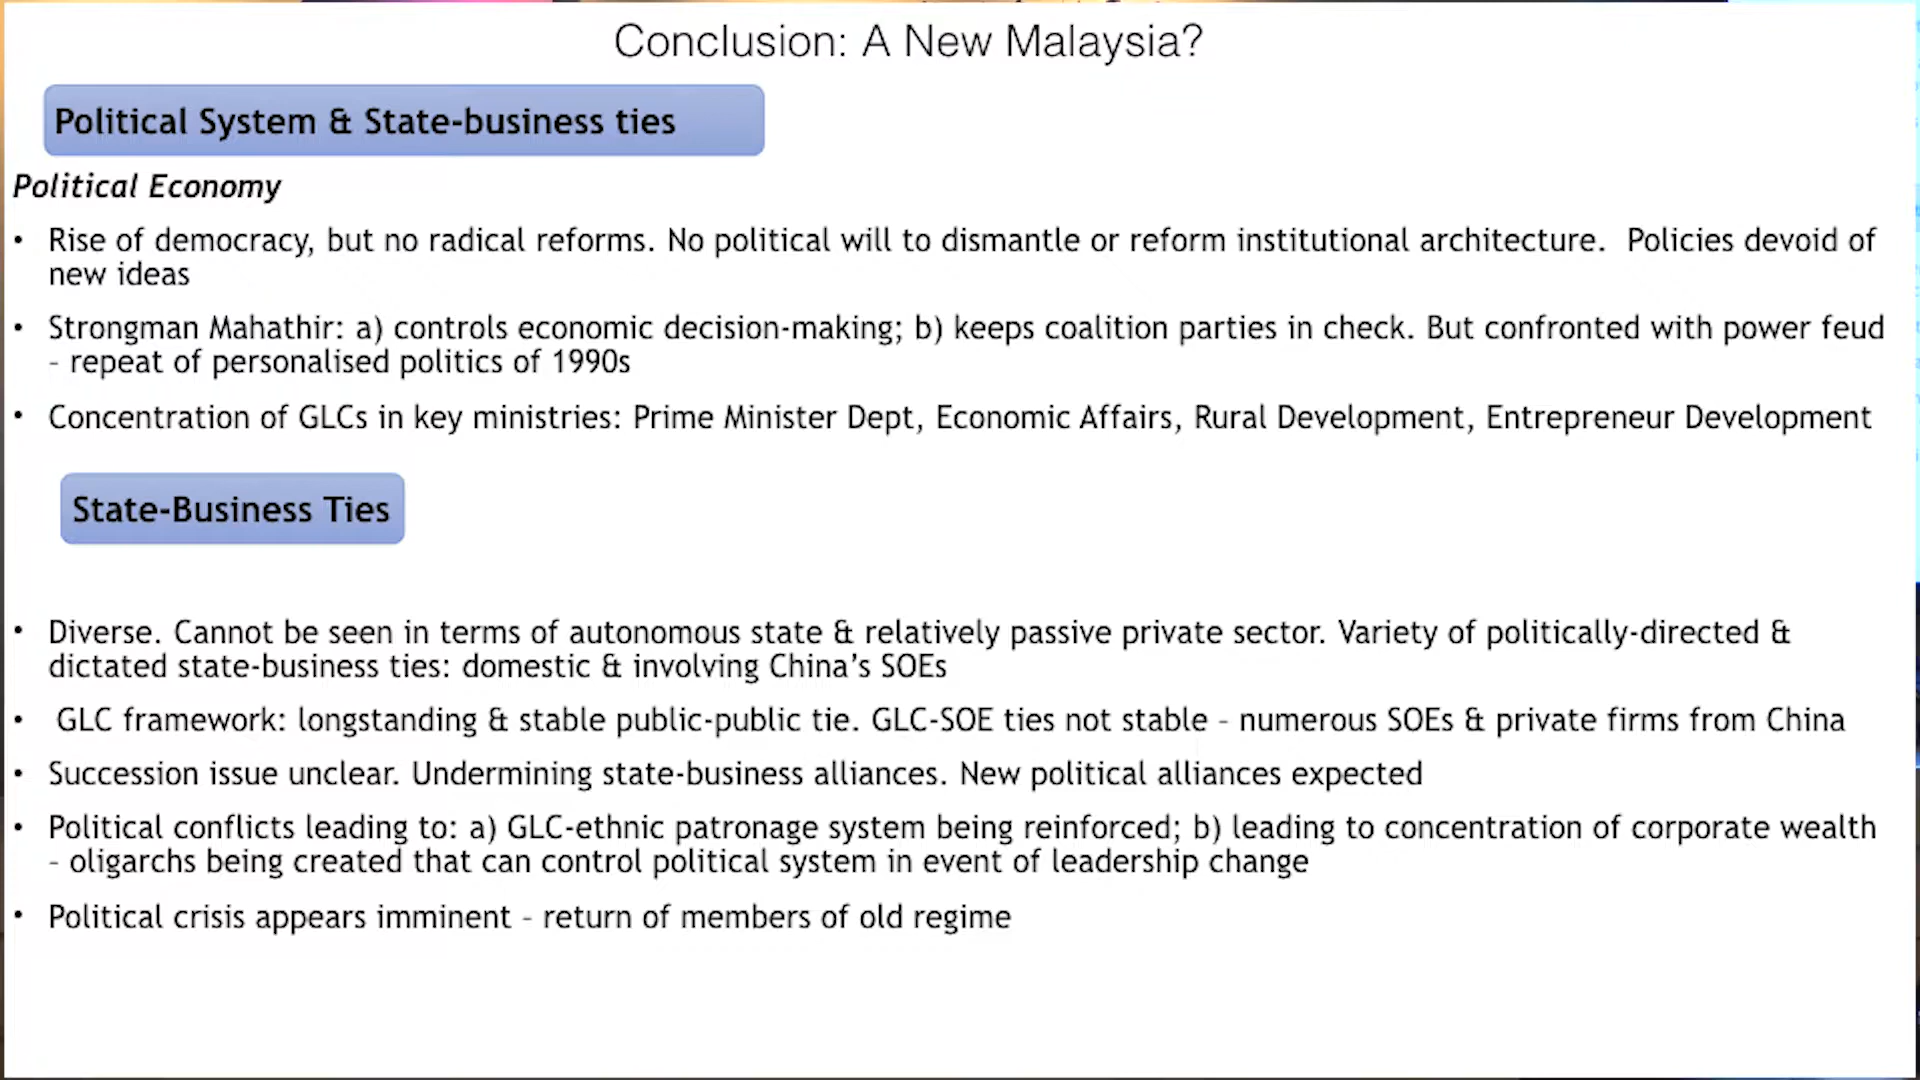 Conclusion: A New Malaysia?
Political System & State-business ties
Political Economy
• Rise of democracy, but no radical reforms. No political will to dismantle or reform institutional architecture. Policies devoid of
new ideas
• Strongman Mahathir: a) controls economic decision-making; b) keeps coalition parties in check. But confronted with power feud
– repeat of personalised politics of 1990s
• Concentration of GLCs in key ministries: Prime Minister Dept, Economic Affairs, Rural Development, Entrepreneur Development
State-Business Ties
• Diverse. Cannot be seen in terms of autonomous state & relatively passive private sector. Variety of politically-directed &
dictated state-business ties: domestic & involving China’s SOEs
• GLC framework: longstanding & stable public-public tie. GLC-SOE ties not stable – numerous SOEs & private firms from China
• Succession issue unclear. Undermining state-business alliances. New political alliances expected
• Political conflicts leading to: a) GLC-ethnic patronage system being reinforced; b) leading to concentration of corporate wealth
– oligarchs being created that can control political system in event of leadership change
• Political crisis appears imminent – return of members of old regime